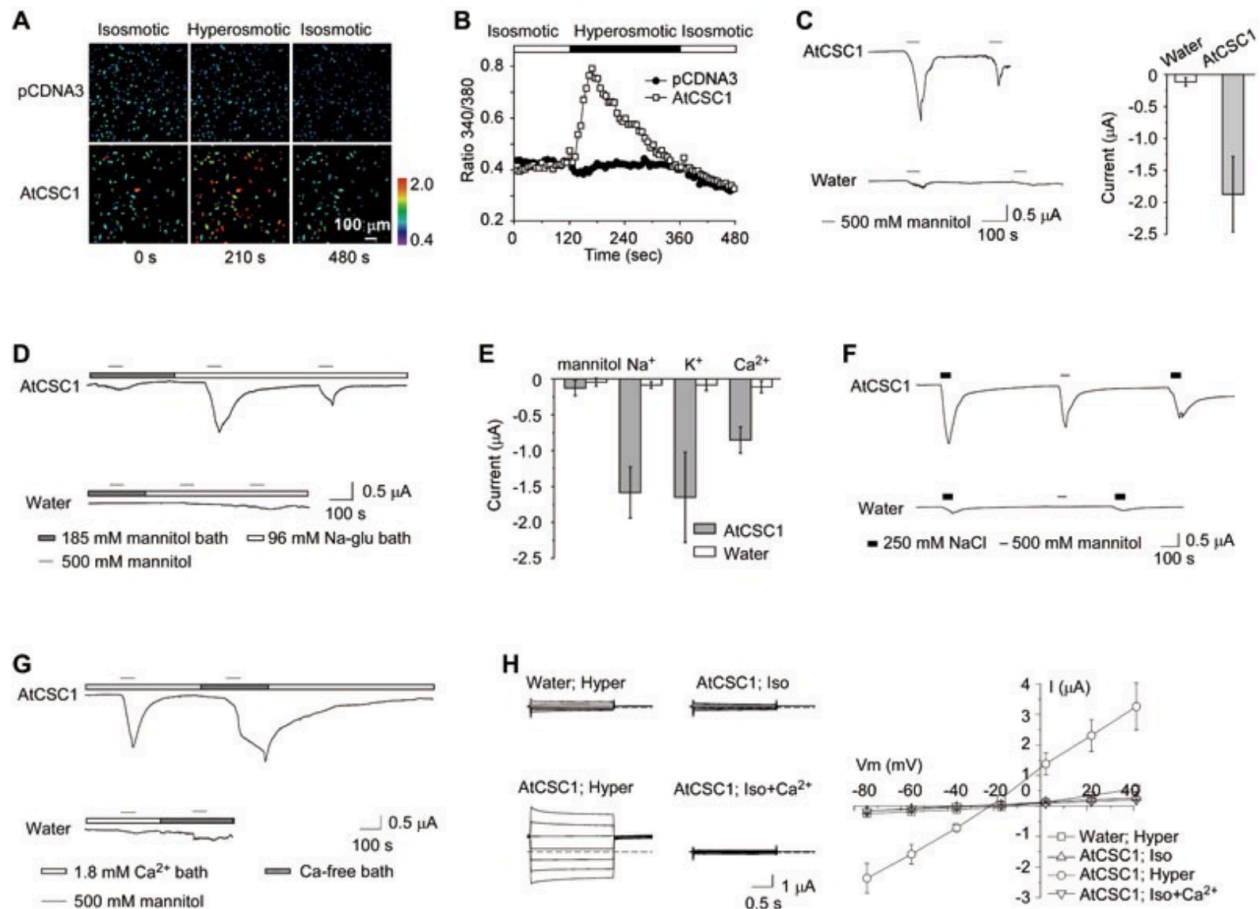 A
Isosmotic Hyperosmotic Isosmotic
pCDNA3
AtCSC1
2.0
100 µm
0.4
0 s 210 s 480 s
B
Isosmotic Hyperosmotic Isosmotic
0.8
0.6
0.4
0.2
Ratio 340/380
pCDNA3
AtCSC1
0 120 240 360 480
Time (sec)
C
AtCSC1
Water
500 mM mannitol
0.5 µA
100 s
Water
AtCSC1
0
-0.5
-1.0
-1.5
-2.0
-2.5
Current (µA)
D
AtCSC1
Water
0.5 µA
100 s
185 mM mannitol bath
96 mM Na-glu bath
500 mM mannitol
E
mannitol Na⁺ K⁺ Ca²⁺
0
-0.5
-1.0
-1.5
-2.0
-2.5
Current (µA)
AtCSC1
Water
F
AtCSC1
Water
250 mM NaCl
500 mM mannitol
0.5 µA
100 s
G
AtCSC1
Water
0.5 µA
100 s
1.8 mM Ca²⁺ bath
Ca-free bath
500 mM mannitol
H
Water; Hyper
AtCSC1; Iso
AtCSC1; Hyper
AtCSC1; Iso+Ca²⁺
1 µA
0.5 s
I (µA)
4
3
2
1
0
Vm (mV)
-80 -60 -40 -20 20 40
-1
-2
-3
Water; Hyper
AtCSC1; Iso
AtCSC1; Hyper
AtCSC1; Iso+Ca²⁺